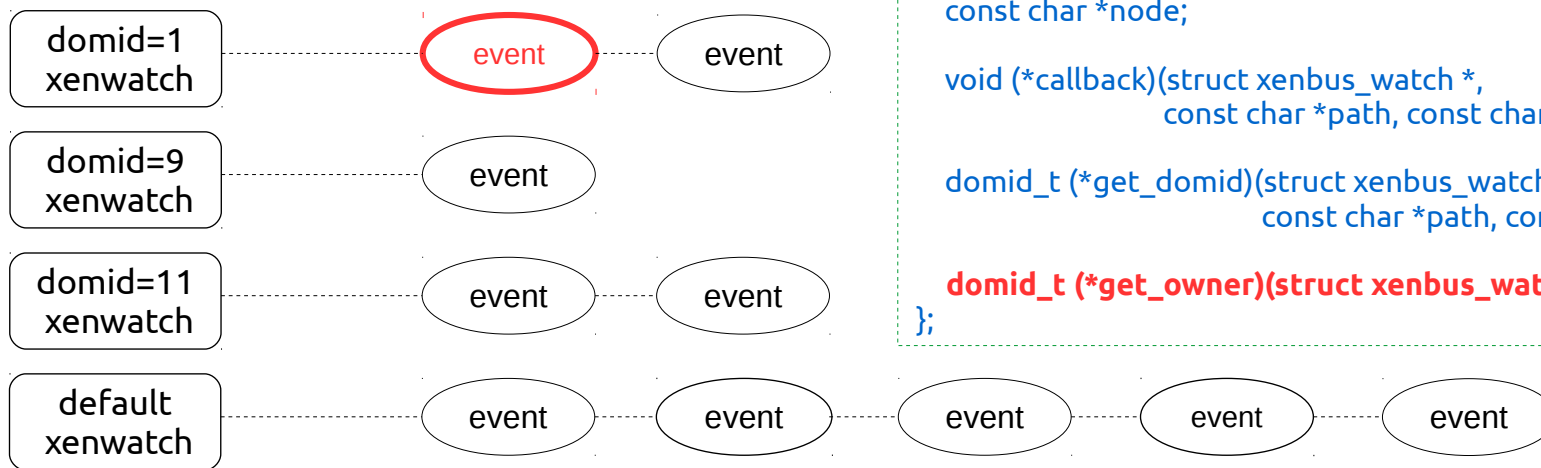 domid=1
xenwatch
event
event
domid=9
xenwatch
event
domid=11
xenwatch
event
event
default
xenwatch
event
event
event
event
event
const char *node;
void (*callback)(struct xenbus_watch *,
const char *path, const char
domid_t (*get_domid)(struct xenbus_watch
const char *path, con
domid_t (*get_owner)(struct xenbus_wat
};